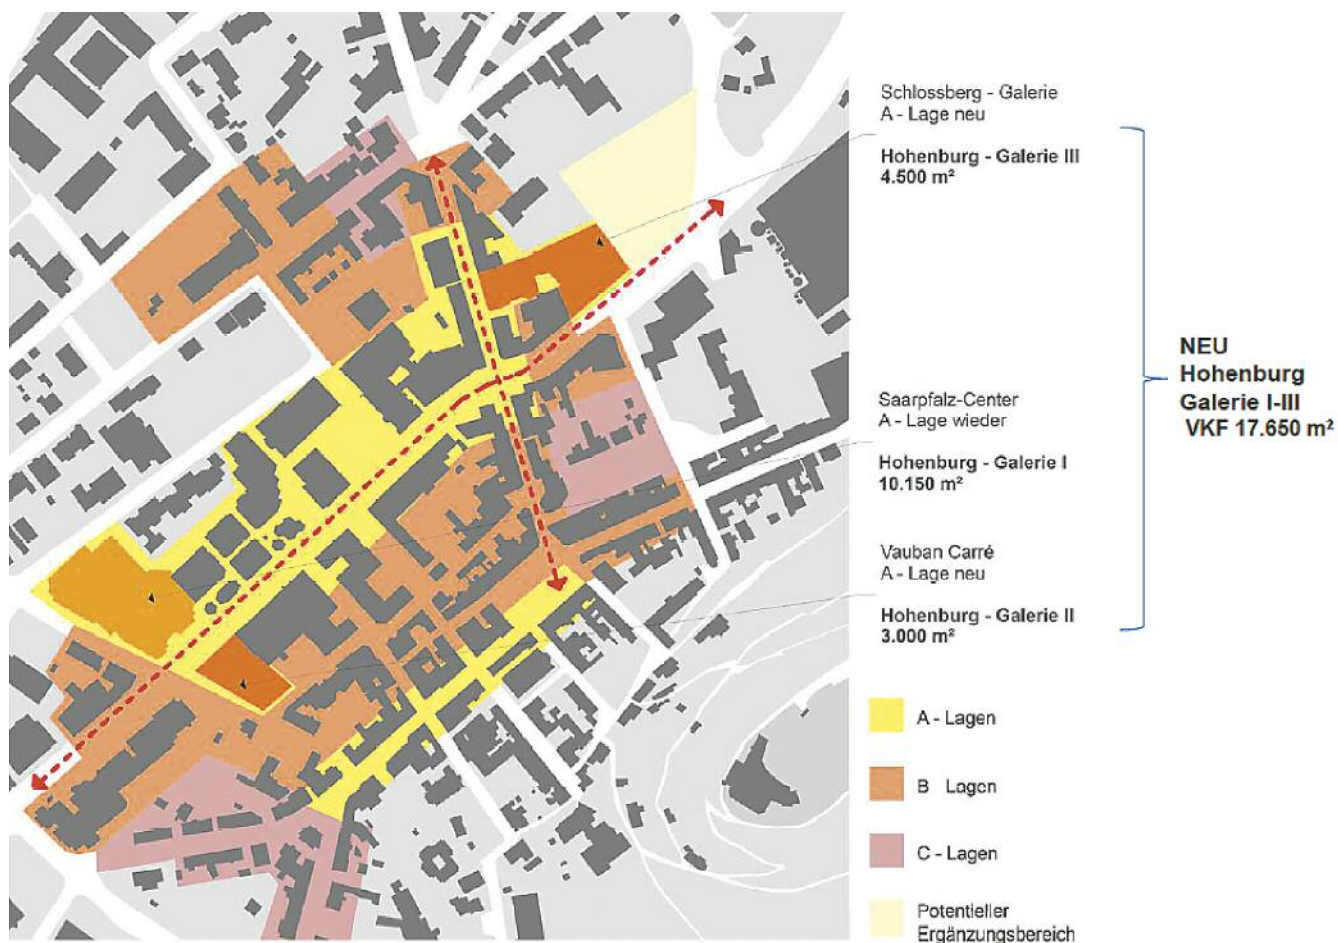 Schlossberg - Galerie
A - Lage neu
Hohenburg - Galerie III
4.500 m²
Saarpfalz-Center
A - Lage wieder
Hohenburg - Galerie I
10.150 m²
Vauban Carré
A - Lage neu
Hohenburg - Galerie II
3.000 m²
NEU
Hohenburg
Galerie I-III
VKF 17.650 m²
A - Lagen
B - Lagen
C - Lagen
Potentieller
Ergänzungsbereich